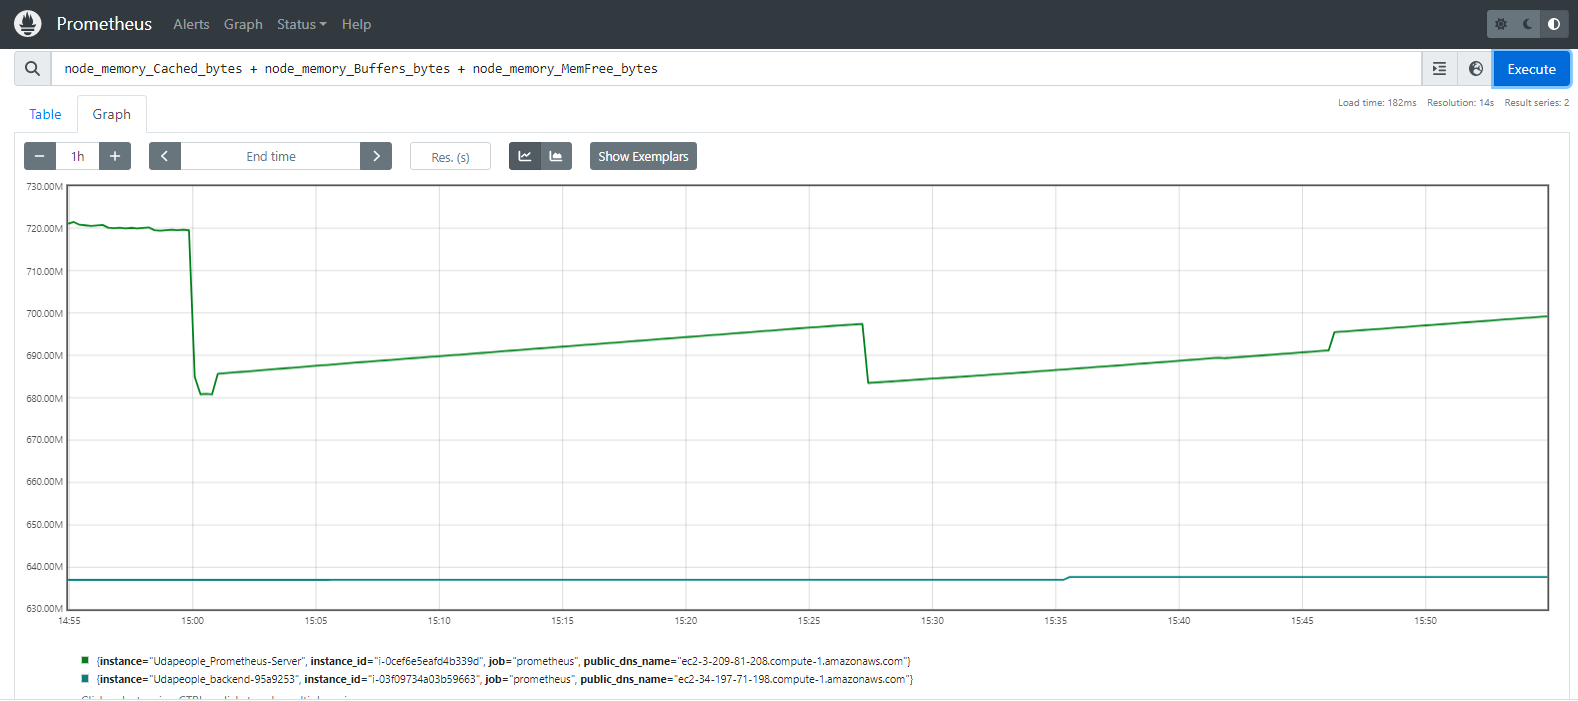 Prometheus Alerts Graph Status Help
node_memory_Cached_bytes + node_memory_Buffers_bytes + node_memory_MemFree_bytes Execute
Load time: 182ms Resolution: 14s Result series: 2
Table Graph
− 1h + End time Res. (s) Show Exemplars
730.00M
720.00M
710.00M
700.00M
690.00M
680.00M
670.00M
660.00M
650.00M
640.00M
630.00M
14:55 15:00 15:05 15:10 15:15 15:20 15:25 15:30 15:35 15:40 15:45 15:50
{instance="Udapeople_Prometheus-Server", instance_id="i-0cef6e5eafd4b339d", job="prometheus", public_dns_name="ec2-3-209-81-208.compute-1.amazonaws.com"}
{instance="Udapeople_backend-95a9253", instance_id="i-03f09734a03b59663", job="prometheus", public_dns_name="ec2-34-197-71-198.compute-1.amazonaws.com"}